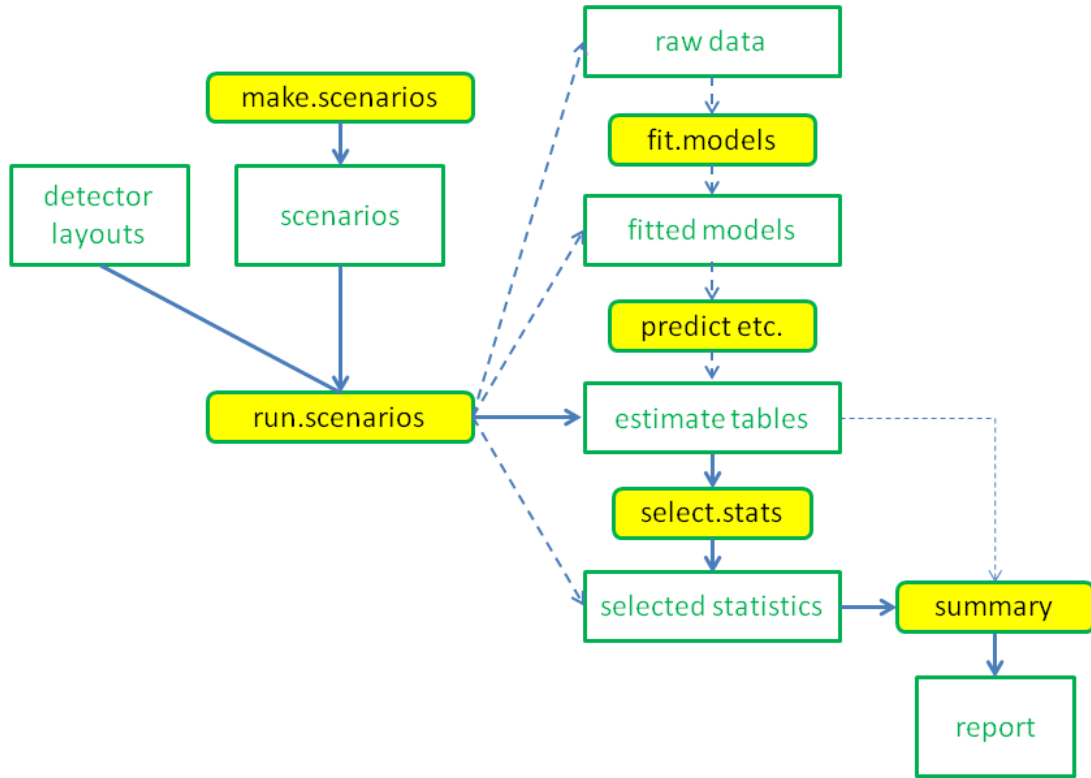 raw data
make.scenarios
fit.models
detector
layouts
scenarios
fitted models
predict etc.
run.scenarios
estimate tables
select.stats
selected statistics
summary
report